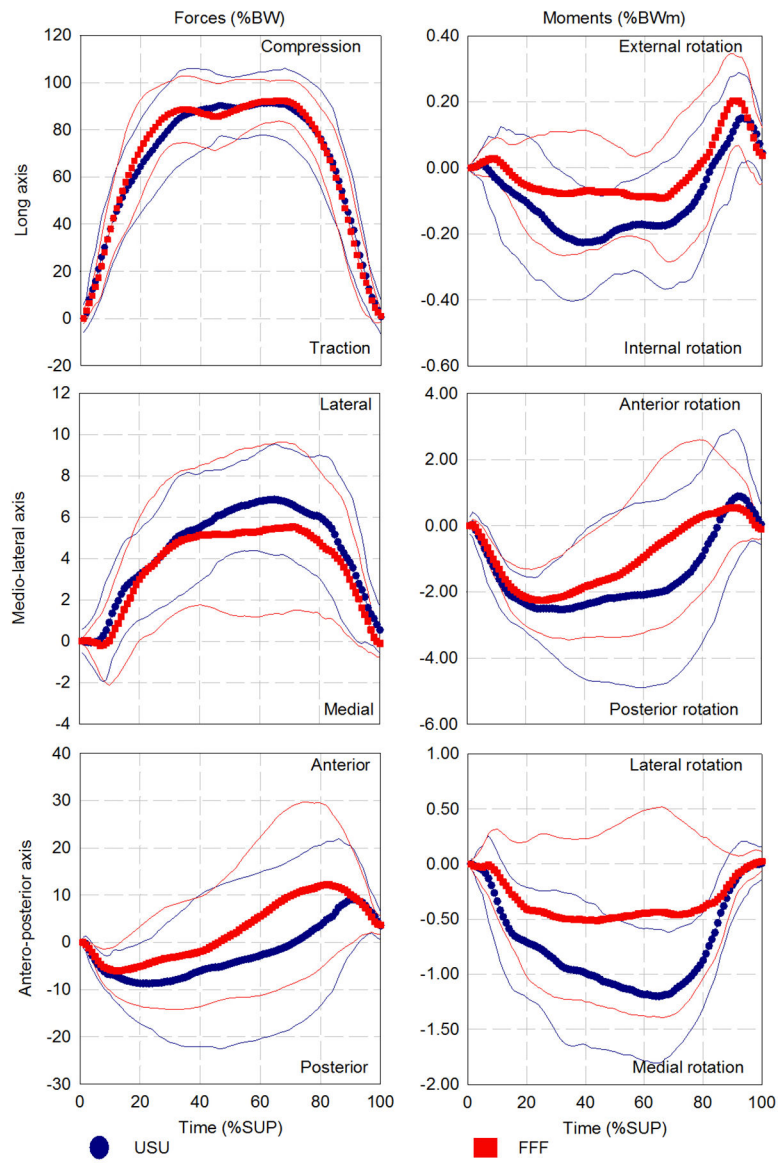 Forces (%BW)
Moments (%BWm)
Long axis
120
100
80
60
40
20
0
-20
Compression
Traction
0.40
0.20
0.00
-0.20
-0.40
-0.60
External rotation
Internal rotation
Medio-lateral axis
12
10
8
6
4
2
0
-2
-4
Lateral
Medial
4.00
2.00
0.00
-2.00
-4.00
-6.00
Anterior rotation
Posterior rotation
Antero-posterior axis
40
30
20
10
0
-10
-20
-30
Anterior
Posterior
0 20 40 60 80 100
Time (%SUP)
1.00
0.50
0.00
-0.50
-1.00
-1.50
-2.00
Lateral rotation
Medial rotation
0 20 40 60 80 100
Time (%SUP)
USU
FFF